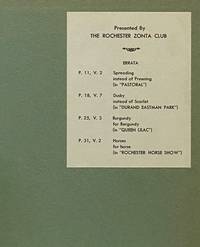 Presented By
THE ROCHESTER ZONTA CLUB
ERRATA
P. 11, V. 2 Spreading
instead of Preening
(in "PASTORAL")
P. 18, V. 7 Dusky
instead of Scarlet
(in "DURAND EASTMAN PARK")
P. 25, V. 3 Burgundy
for Bergundy
(in "QUEEN LILAC")
P. 31, V. 2 Horses
for horse
(in "ROCHESTER HORSE SHOW")